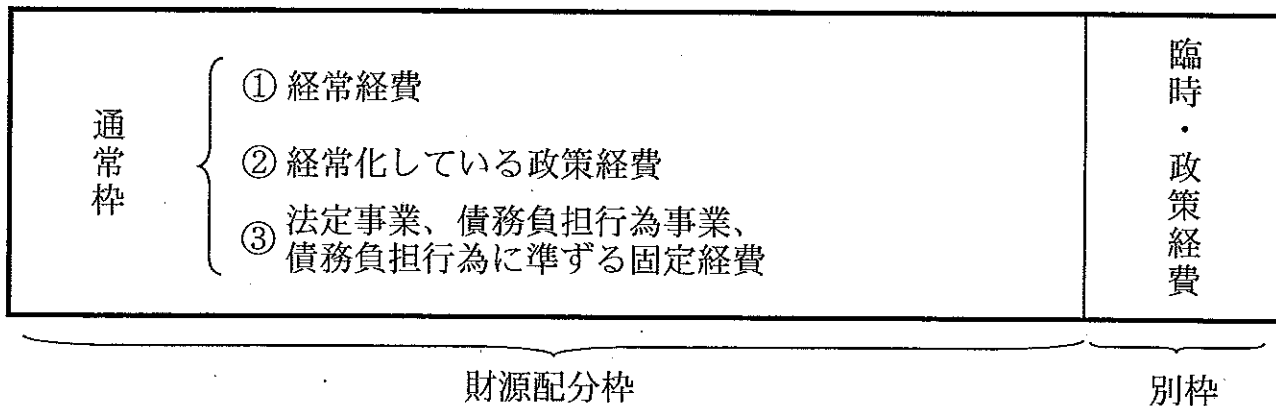 通常枠
① 経常経費
② 経常化している政策経費
③ 法定事業、債務負担行為事業、
債務負担行為に準ずる固定経費
臨時・政策経費
財源配分枠
別枠